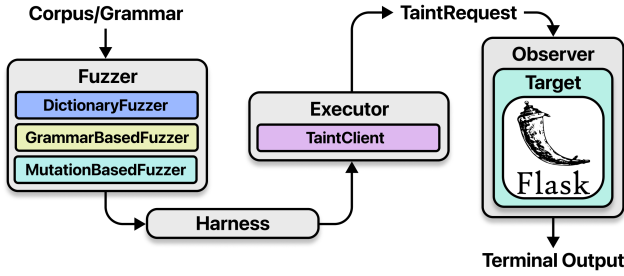 Corpus/Grammar
Fuzzer
DictionaryFuzzer
GrammarBasedFuzzer
MutationBasedFuzzer
Harness
Executor
TaintClient
TaintRequest
Observer
Target
Flask
Terminal Output